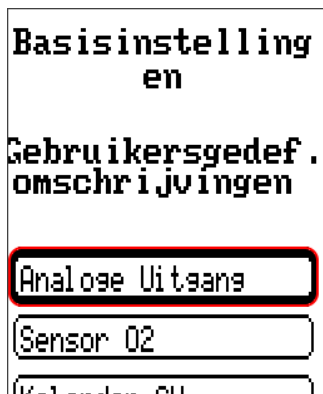 Basisinstelling
en
Gebruikersgedef.
omschrijvingen
Analoge Uitgang
Sensor 02